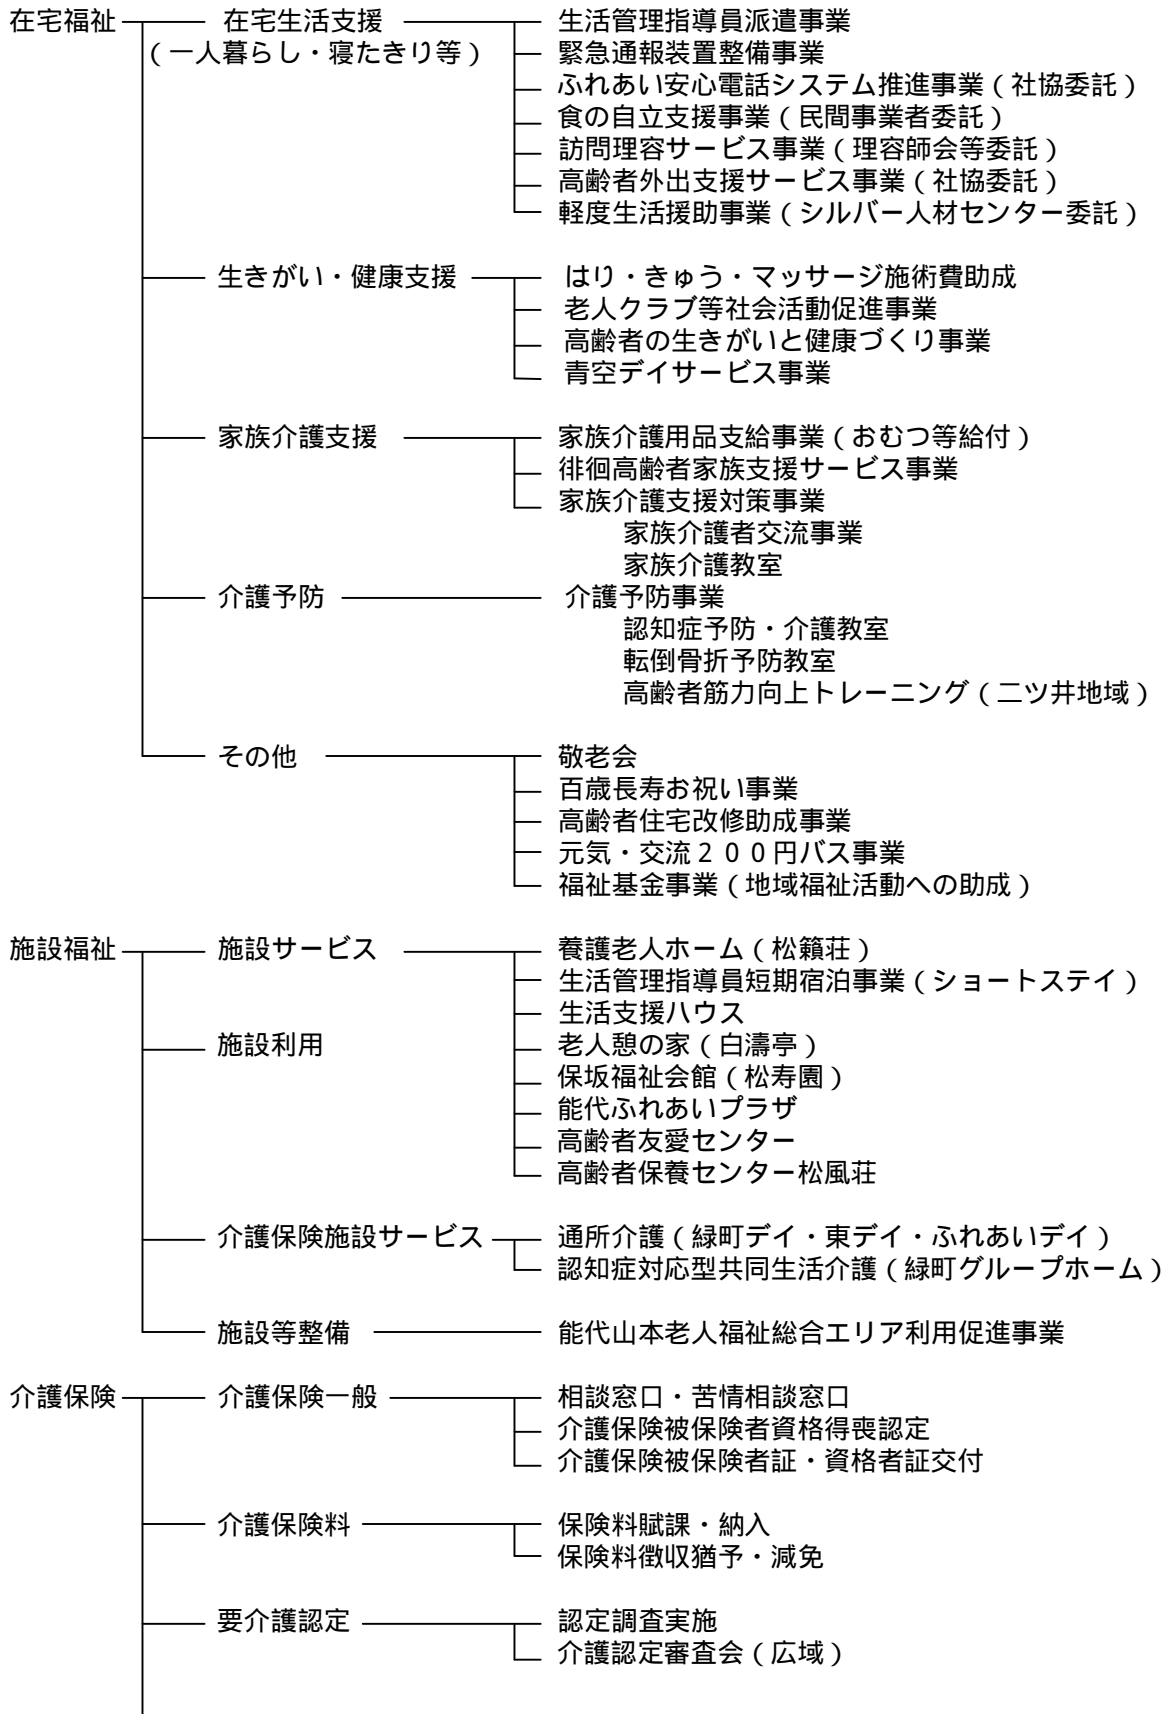 在宅福祉 在宅生活支援 生活管理指導員派遣事業
(一人暮らし・寝たきり等) 緊急通報装置整備事業
ふれあい安心電話システム推進事業(社協委託)
食の自立支援事業(民間事業者委託)
訪問理容サービス事業(理容師会等委託)
高齢者外出支援サービス事業(社協委託)
軽度生活援助事業(シルバー人材センター委託)
生きがい・健康支援 はり・きゅう・マッサージ施術費助成
老人クラブ等社会活動促進事業
高齢者の生きがいと健康づくり事業
青空デイサービス事業
家族介護支援 家族介護用品支給事業(おむつ等給付)
徘徊高齢者家族支援サービス事業
家族介護支援対策事業
家族介護者交流事業
家族介護教室
介護予防 介護予防事業
認知症予防・介護教室
転倒骨折予防教室
高齢者筋力向上トレーニング(二ツ井地域)
その他 敬老会
百歳長寿お祝い事業
高齢者住宅改修助成事業
元気・交流200円バス事業
福祉基金事業(地域福祉活動への助成)
施設福祉 施設サービス 養護老人ホーム(松籟荘)
生活管理指導員短期宿泊事業(ショートステイ)
生活支援ハウス
施設利用 老人憩の家(白濤亭)
保坂福祉会館(松寿園)
能代ふれあいプラザ
高齢者友愛センター
高齢者保養センター松風荘
介護保険施設サービス 通所介護(緑町デイ・東デイ・ふれあいデイ)
認知症対応型共同生活介護(緑町グループホーム)
施設等整備 能代山本老人福祉総合エリア利用促進事業
介護保険 介護保険一般 相談窓口・苦情相談窓口
介護保険被保険者資格得喪認定
介護保険被保険者証・資格者証交付
介護保険料 保険料賦課・納入
保険料徴収猶予・減免
要介護認定 認定調査実施
介護認定審査会(広域)